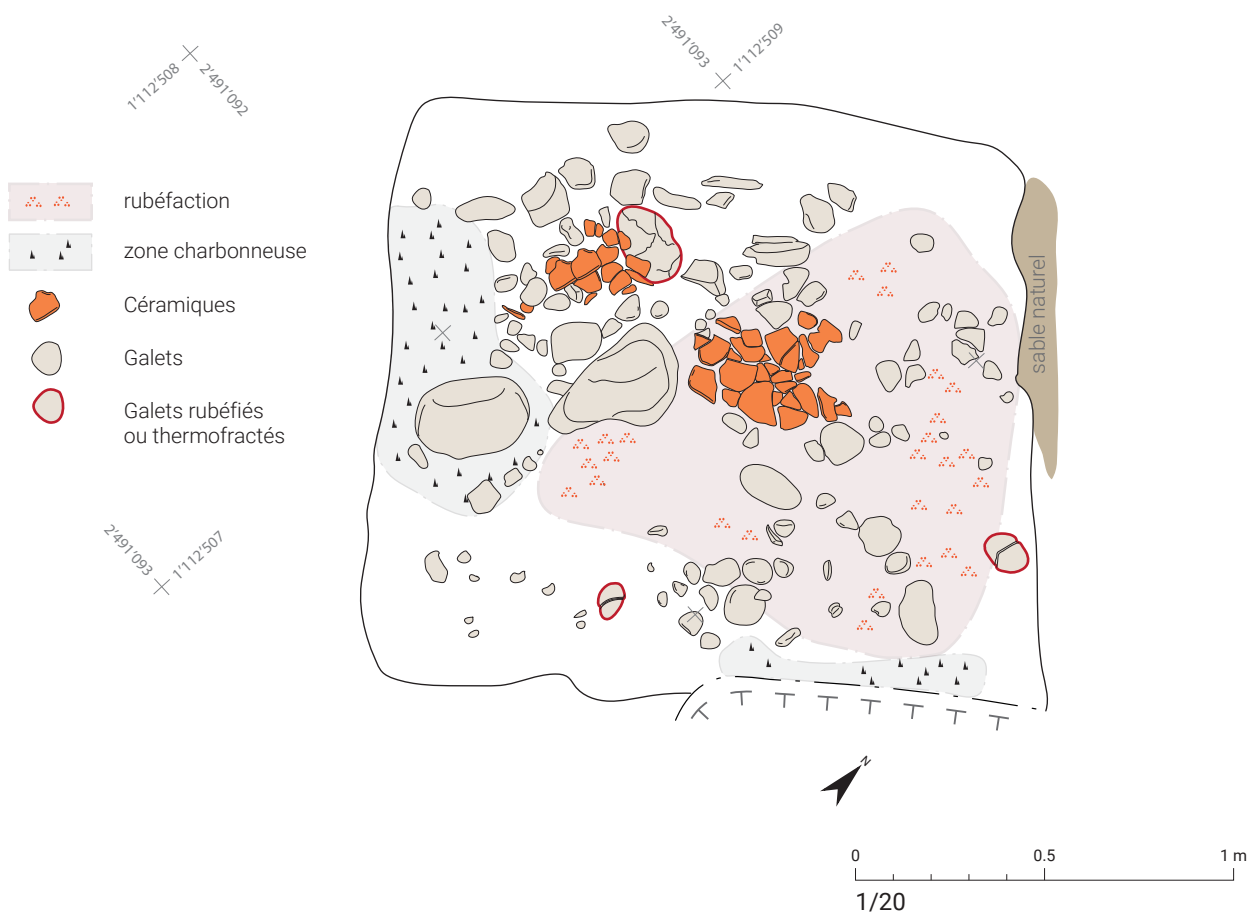 2'491'093
1'112'509
1'112'508
2'491'092
rubéfaction
zone charbonneuse
Céramiques
Galets
Galets rubéfiés
ou thermofractés
sable naturel
2'491'093
1'112'507
N
0
0.5
1 m
1/20